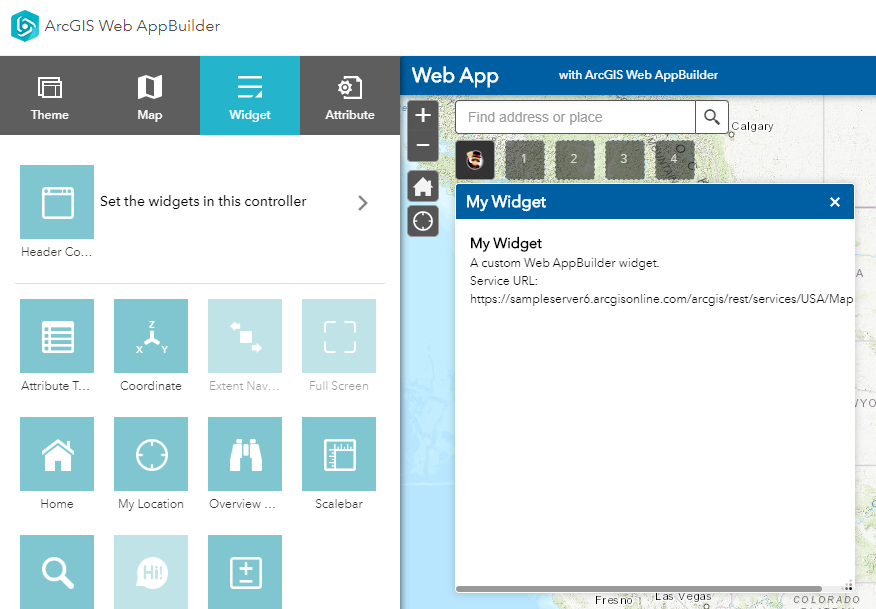 ArcGIS Web AppBuilder
Theme
Map
Widget
Attribute
Web App
with ArcGIS Web AppBuilder
Find address or place
Calgary
1
2
3
4
Set the widgets in this controller
Header Co...
My Widget
My Widget
A custom Web AppBuilder widget.
Service URL:
https://sampleserver6.arcgisonline.com/arcgis/rest/services/USA/Map
Attribute T...
Coordinate
Extent Nav...
Full Screen
Z
X
Y
Home
My Location
Overview ...
Scalebar
Hi!
Fresno
Las Vegas
COLORADO